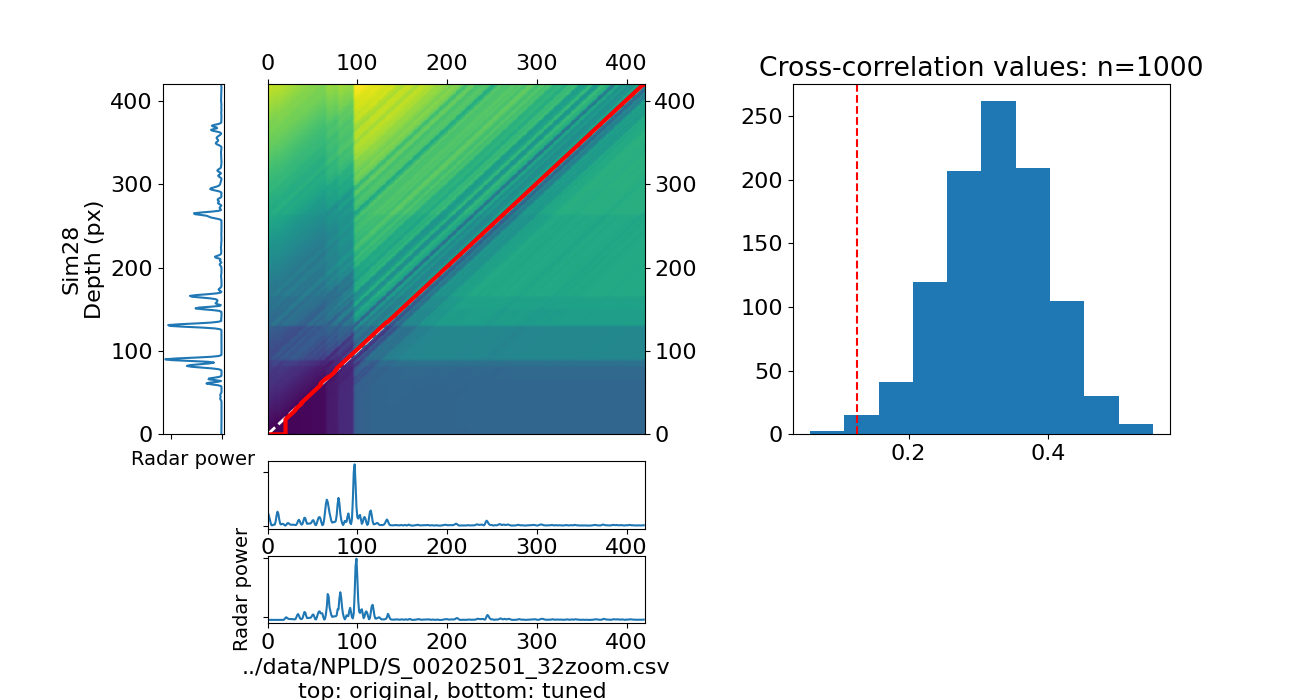 0 100 200 300 400
Cross-correlation values: n=1000
400
300
200
100
0
Sim28
Depth (px)
Radar power
400
300
200
100
0
250
200
150
100
50
0
0.2 0.4
0 100 200 300 400
Radar power
0 100 200 300 400
../data/NPLD/S_00202501_32zoom.csv
top: original, bottom: tuned